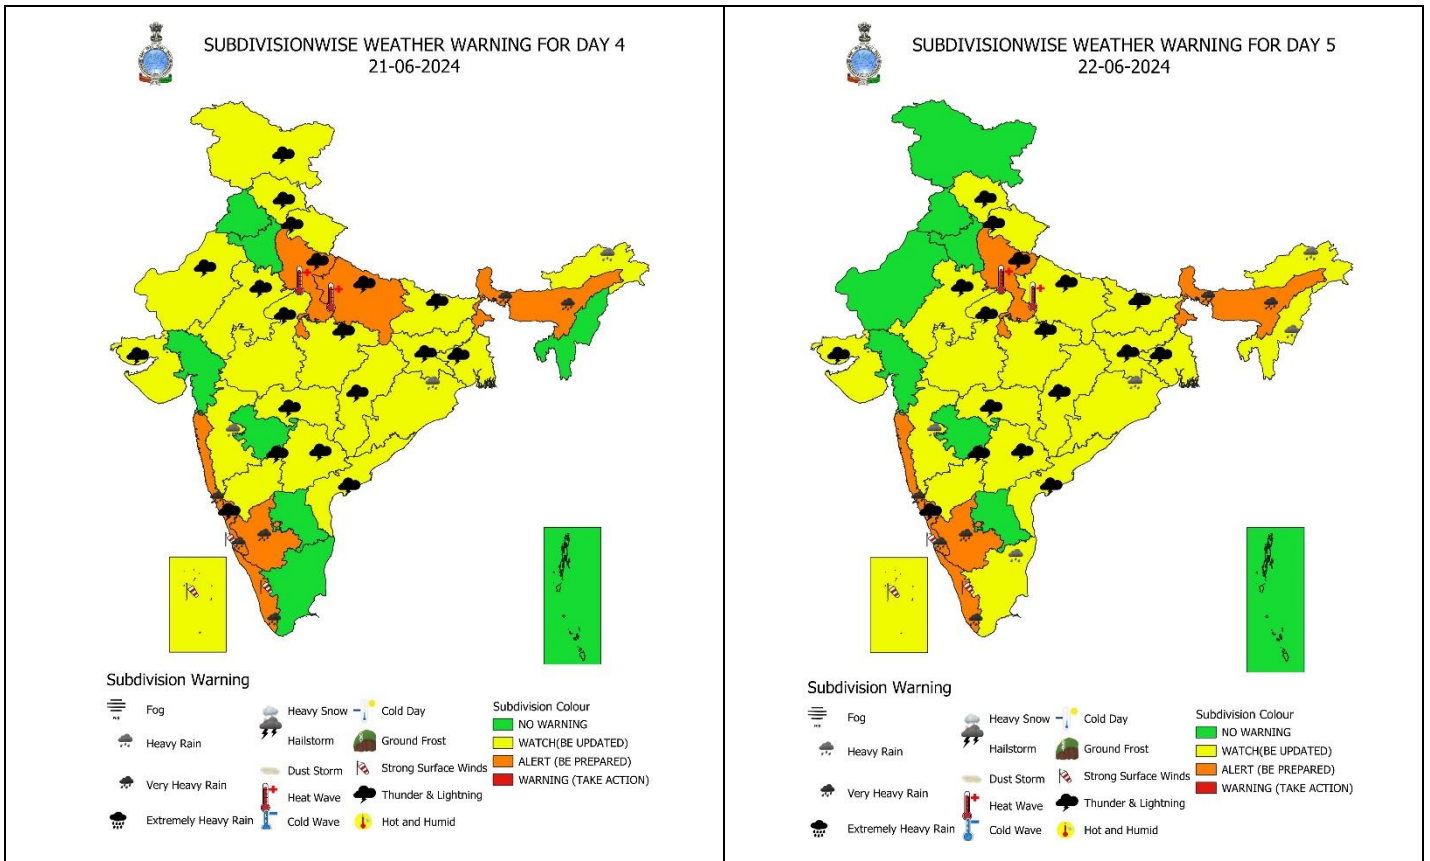 SUBDIVISIONWISE WEATHER WARNING FOR DAY 4
21-06-2024
Subdivision Warning
Fog
Heavy Rain
Very Heavy Rain
Extremely Heavy Rain
Heavy Snow
Hailstorm
Dust Storm
Heat Wave
Cold Wave
Cold Day
Ground Frost
Strong Surface Winds
Thunder & Lightning
Hot and Humid
Subdivision Colour
NO WARNING
WATCH(BE UPDATED)
ALERT (BE PREPARED)
WARNING (TAKE ACTION)
SUBDIVISIONWISE WEATHER WARNING FOR DAY 5
22-06-2024
Subdivision Warning
Fog
Heavy Rain
Very Heavy Rain
Extremely Heavy Rain
Heavy Snow
Hailstorm
Dust Storm
Heat Wave
Cold Wave
Cold Day
Ground Frost
Strong Surface Winds
Thunder & Lightning
Hot and Humid
Subdivision Colour
NO WARNING
WATCH(BE UPDATED)
ALERT (BE PREPARED)
WARNING (TAKE ACTION)